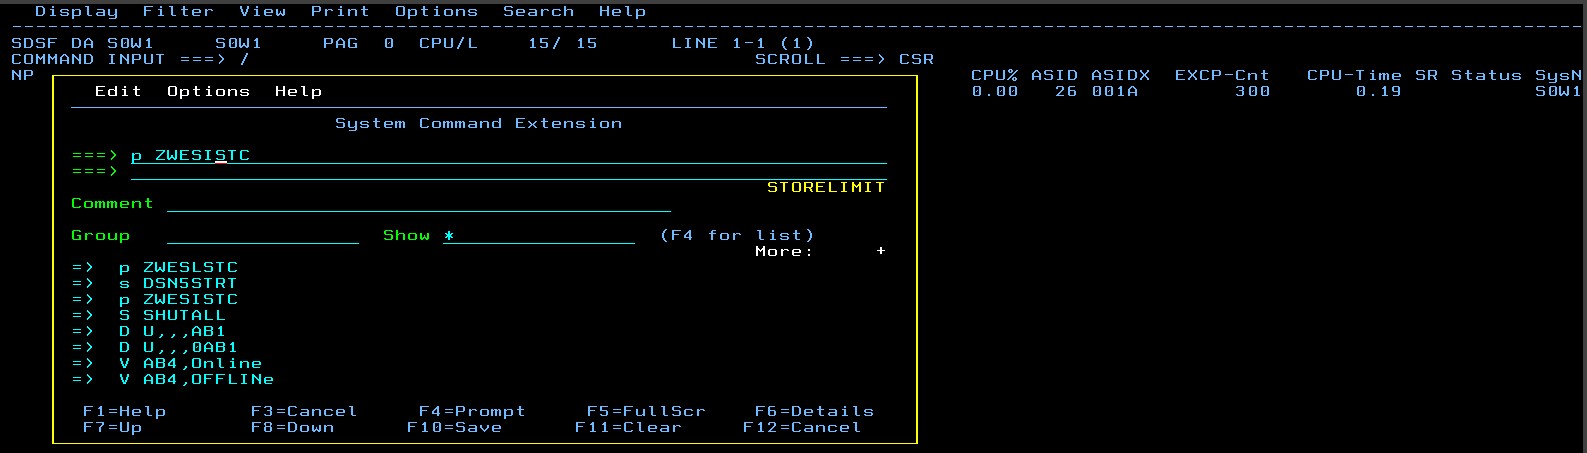 Display Filter View Print Options Search Help
SDSF DA S0W1 S0W1 PAG 0 CPU/L 15/ 15 LINE 1-1 (1)
COMMAND INPUT ===> / SCROLL ===> CSR
NP CPU% ASID ASIDX EXCP-Cnt CPU-Time SR Status SysN
0.00 26 001A 300 0.19 S0W1
Edit Options Help
System Command Extension
===> p ZWESISTC
===>
STORELIMIT
Comment
Group Show * (F4 for list)
More: +
=> p ZWESLSTC
=> s DSN5STRT
=> p ZWESISTC
=> S SHUTALL
=> D U,,,AB1
=> D U,,,0AB1
=> V AB4,Online
=> V AB4,OFFLINe
F1=Help F3=Cancel F4=Prompt F5=FullScr F6=Details
F7=Up F8=Down F10=Save F11=Clear F12=Cancel